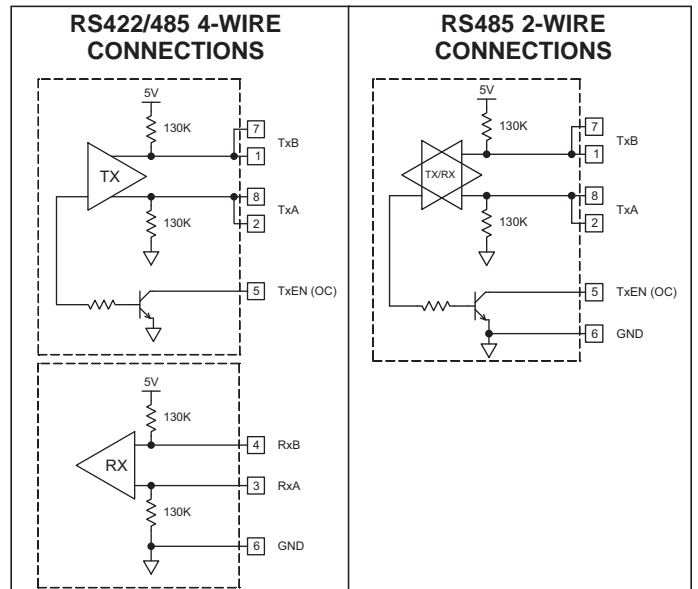 RS422/485 4-WIRE
CONNECTIONS
5V
130K
7
TxB
1
TX
8
TxA
130K
2
5
TxEN (OC)
5V
130K
4
RxB
RX
3
RxA
130K
6
GND
RS485 2-WIRE
CONNECTIONS
5V
130K
7
TxB
1
TX/RX
8
TxA
130K
2
5
TxEN (OC)
6
GND